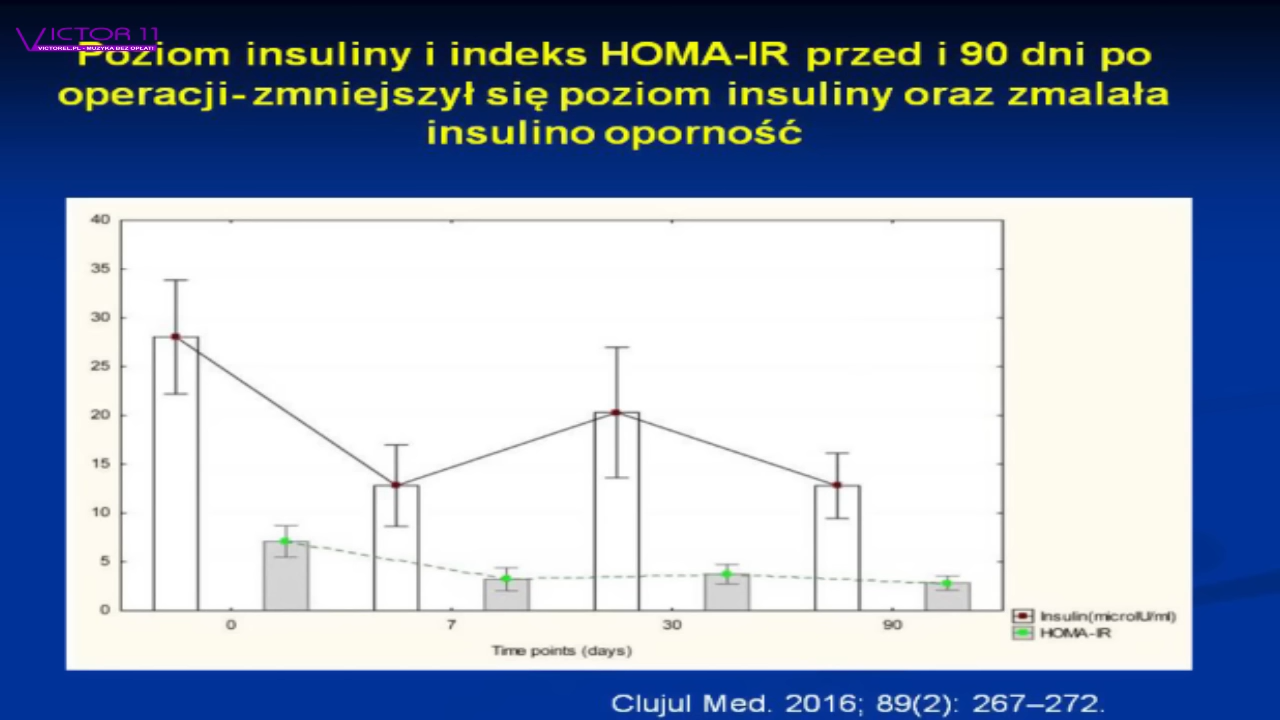 VICTOR 11
VICTOREL.PL - MUZYKA BEZ OPŁAT!
Poziom insuliny i indeks HOMA-IR przed i 90 dni po
operacji- zmniejszył się poziom insuliny oraz zmalała
insulino oporność
40
35
30
25
20
15
10
5
0
0 7 30 90
Time points (days)
Insulin(microIU/ml)
HOMA-IR
Clujul Med. 2016; 89(2): 267–272.